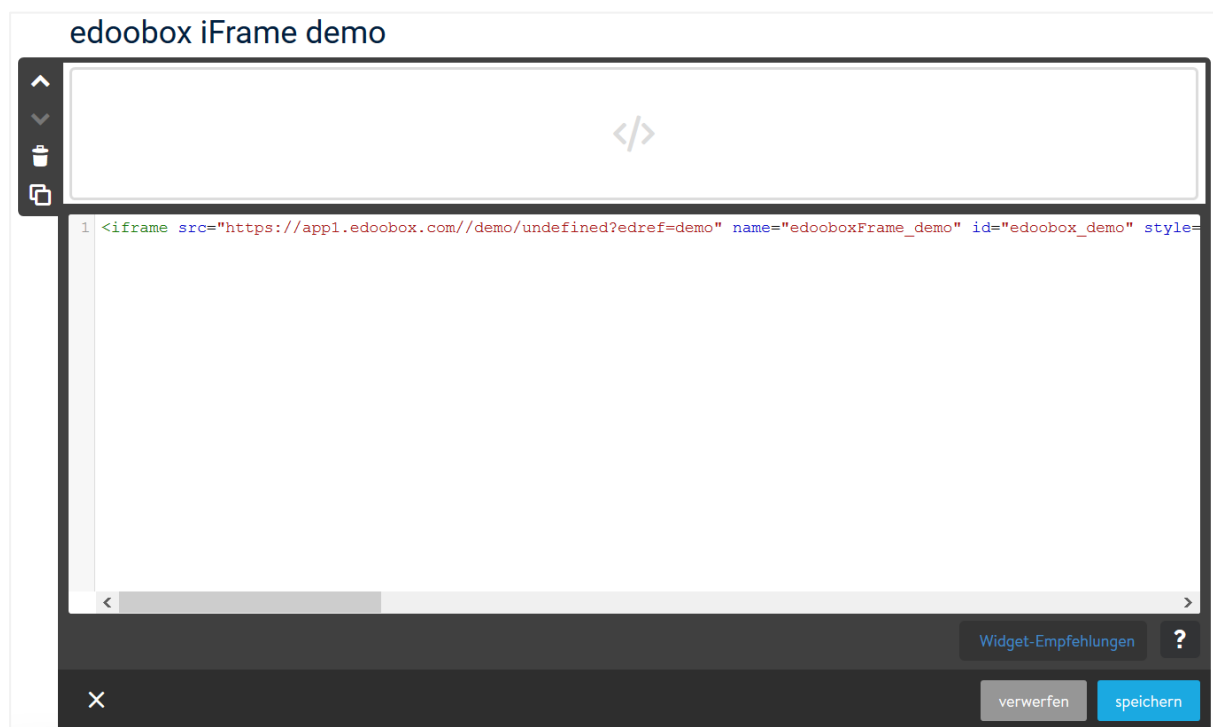 edoobox iFrame demo
</>
1 <iframe src="https://app1.edoobox.com//demo/undefined?edref=demo" name="edooboxFrame_demo" id="edoobox_demo" style=
Widget-Empfehlungen ?
verwerfen speichern